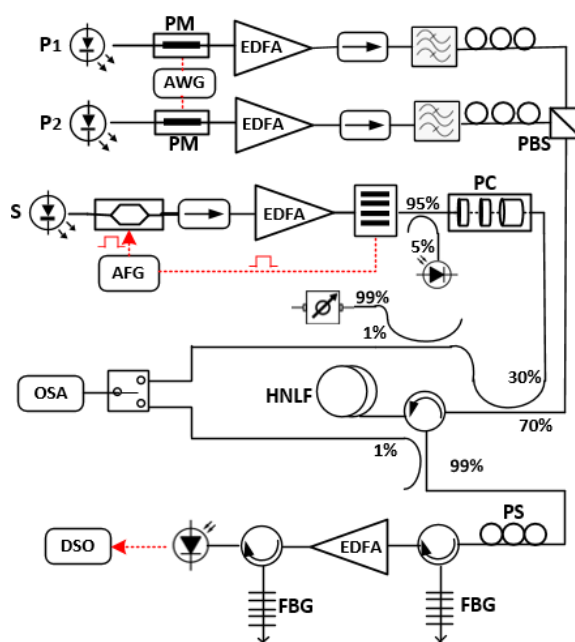 P1
PM
EDFA
AWG
P2
PM
EDFA
PBS
S
EDFA
95%
PC
5%
AFG
99%
1%
30%
OSA
HNLF
70%
1%
99%
PS
DSO
EDFA
FBG
FBG